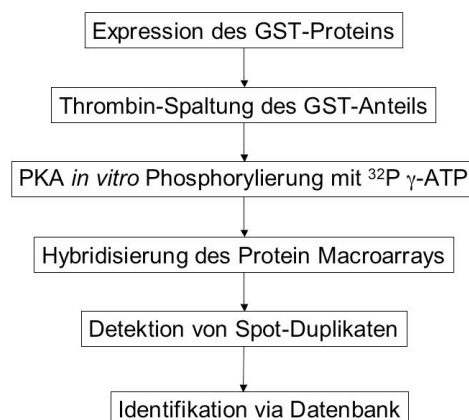 Expression des GST-Proteins
Thrombin-Spaltung des GST-Anteils
PKA in vitro Phosphorylierung mit ³²P γ-ATP
Hybridisierung des Protein Macroarrays
Detektion von Spot-Duplikaten
Identifikation via Datenbank